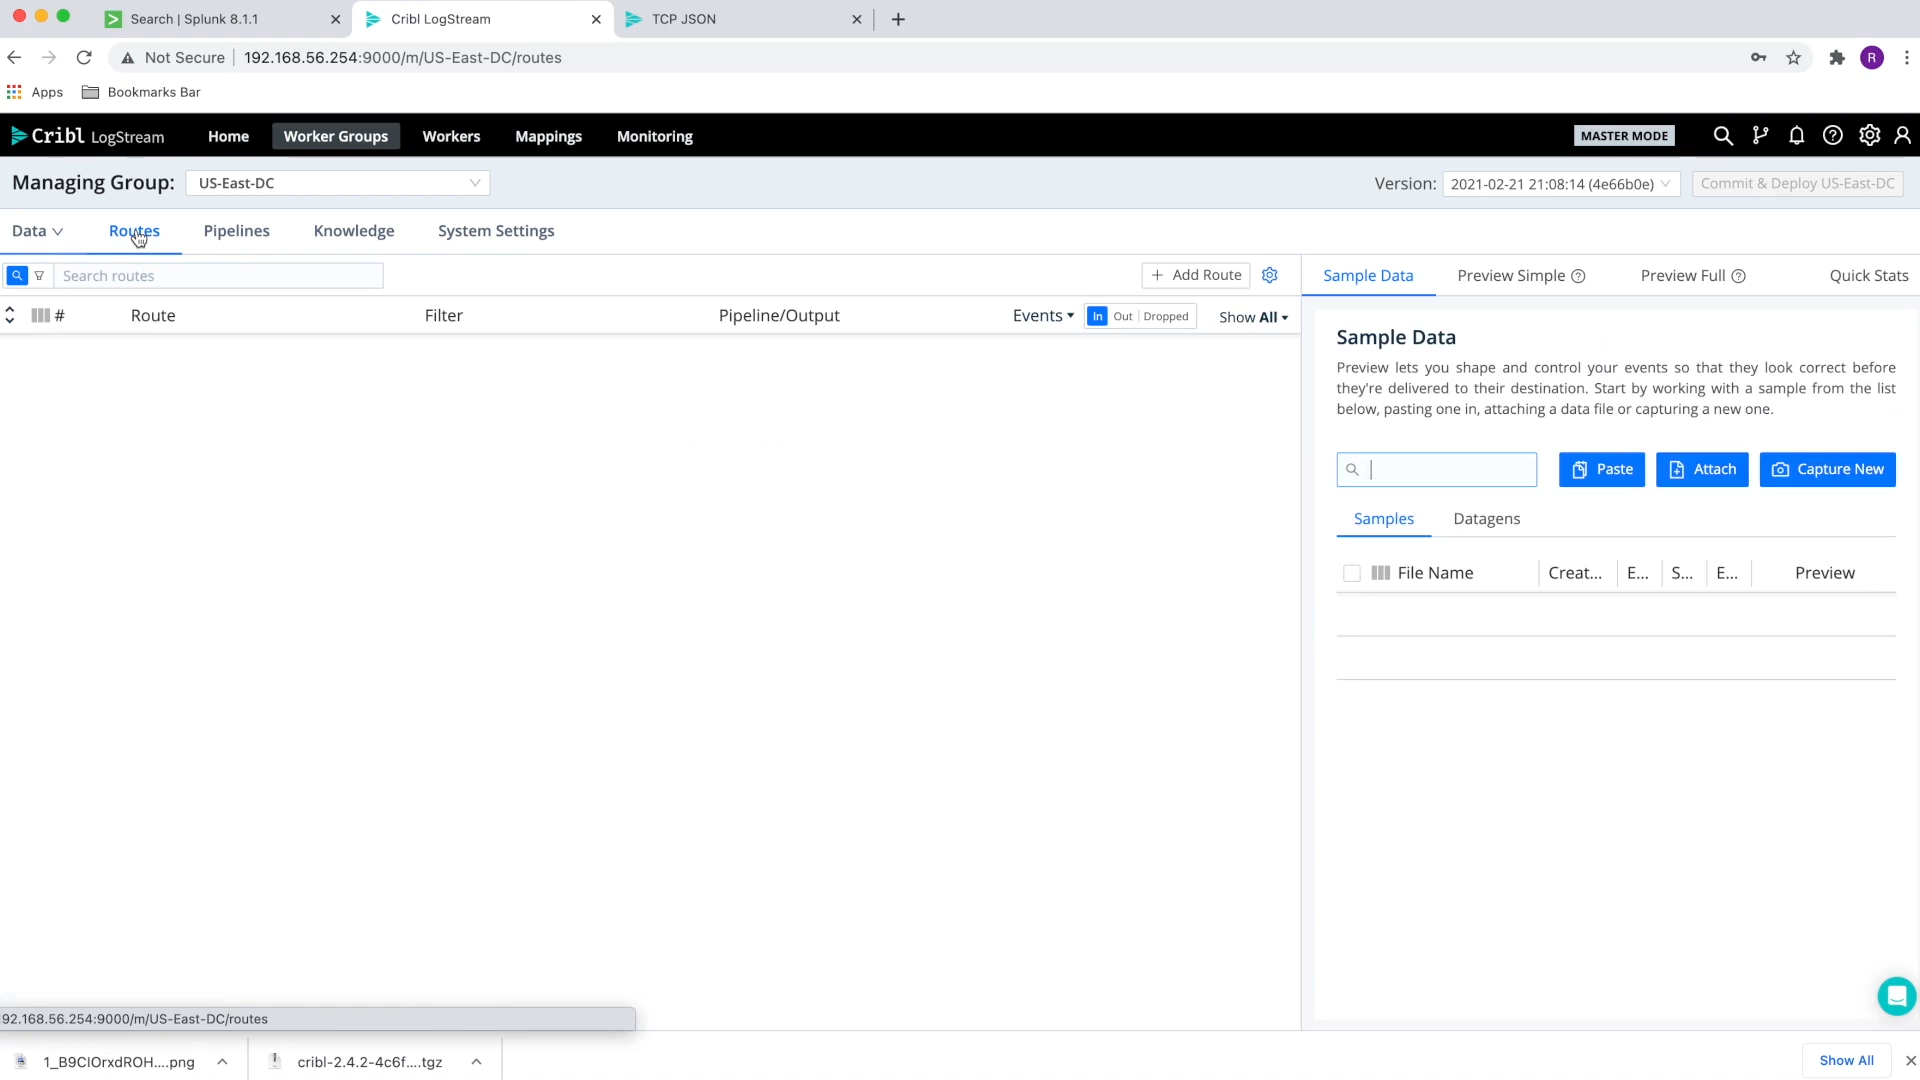 Search | Splunk 8.1.1
Cribl LogStream
TCP JSON
Not Secure
192.168.56.254:9000/m/US-East-DC/routes
R
Apps
Bookmarks Bar
Cribl LogStream
Home
Worker Groups
Workers
Mappings
Monitoring
MASTER MODE
Managing Group:
US-East-DC
Version:
2021-02-21 21:08:14 (4e66b0e)
Commit & Deploy US-East-DC
Data
Routes
Pipelines
Knowledge
System Settings
Search routes
+ Add Route
Sample Data
Preview Simple
Preview Full
Quick Stats
#
Route
Filter
Pipeline/Output
Events
In
Out
Dropped
Show All
Sample Data
Preview lets you shape and control your events so that they look correct before
they're delivered to their destination. Start by working with a sample from the list
below, pasting one in, attaching a data file or capturing a new one.
Paste
Attach
Capture New
Samples
Datagens
File Name
Creat...
E...
S...
E...
Preview
92.168.56.254:9000/m/US-East-DC/routes
1_B9ClOrxdROH....png
cribl-2.4.2-4c6f....tgz
Show All